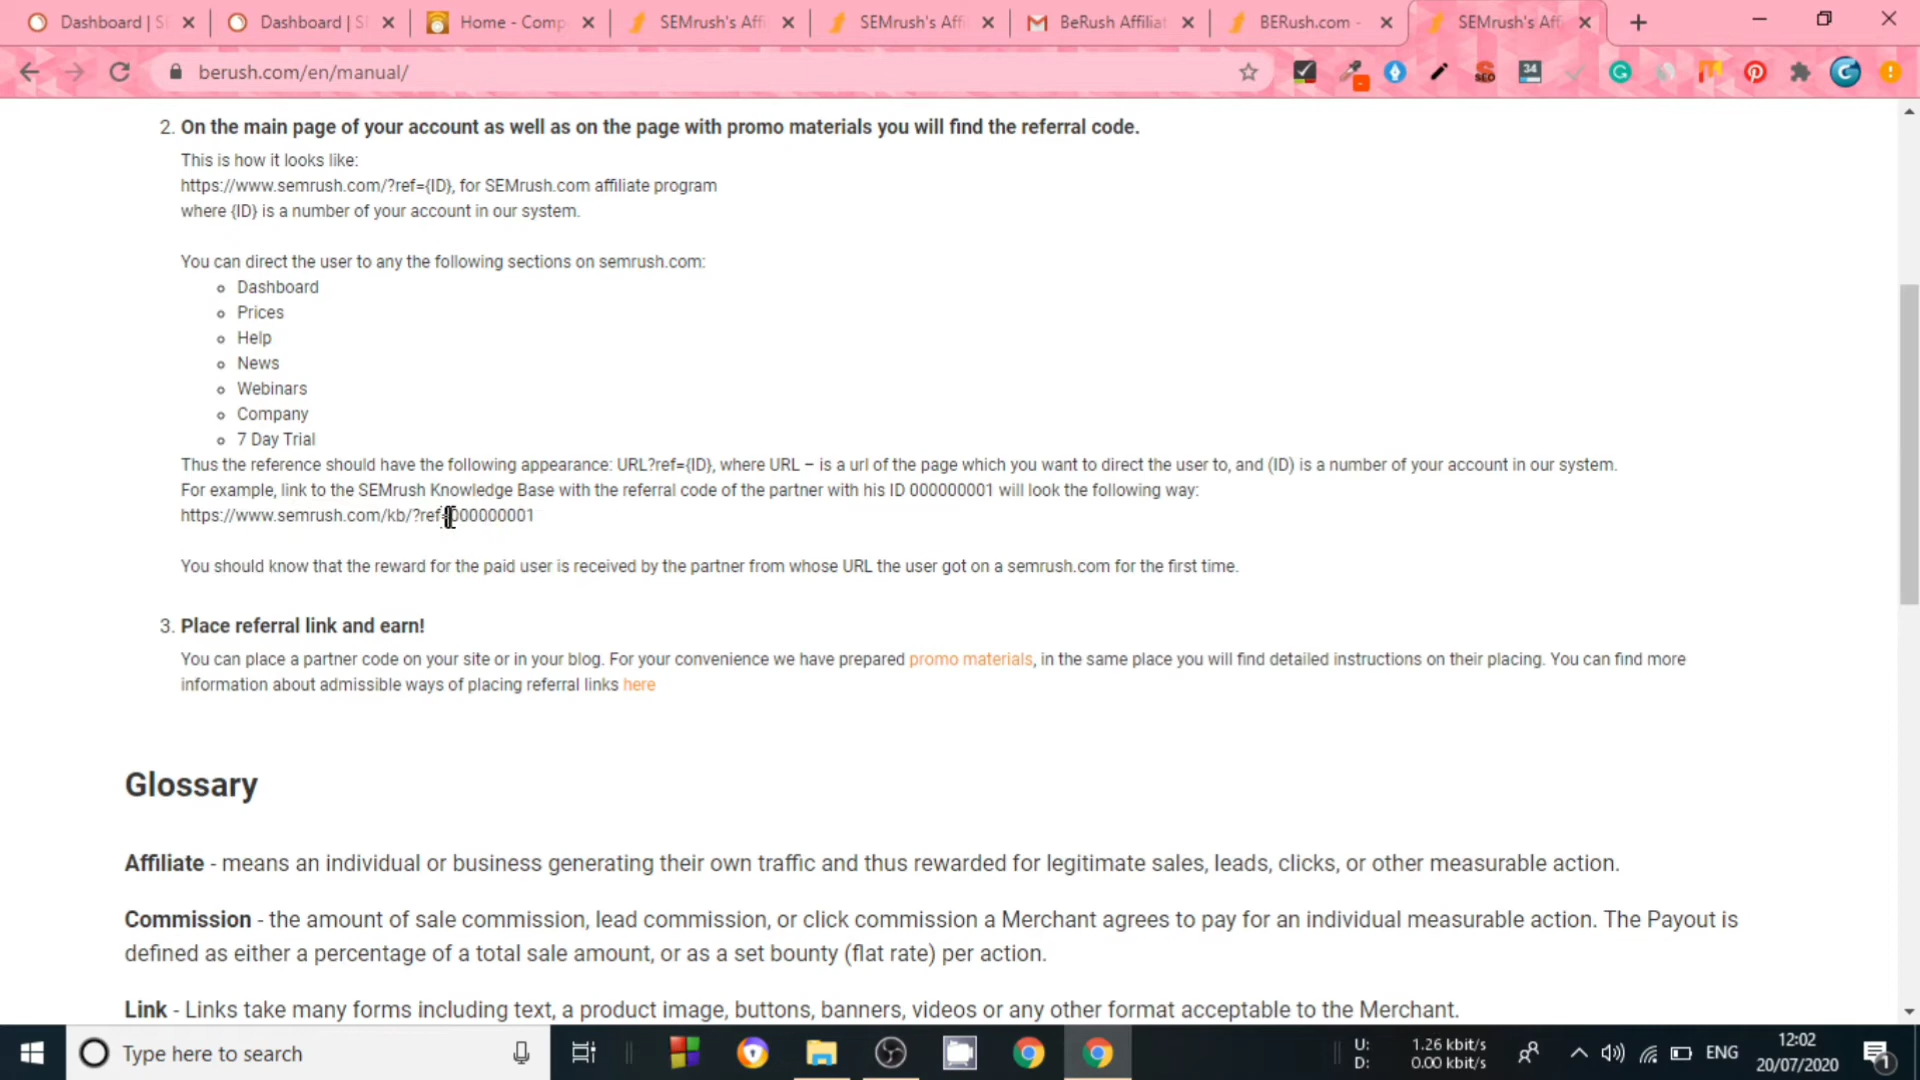 Dashboard | S
Dashboard | S
Home - Comp
SEMrush's Aff
SEMrush's Aff
BeRush Affiliat
BERush.com -
SEMrush's Aff
berush.com/en/manual/
SEO
34
2. On the main page of your account as well as on the page with promo materials you will find the referral code.
This is how it looks like:
https://www.semrush.com/?ref={ID}, for SEMrush.com affiliate program
where {ID} is a number of your account in our system.
You can direct the user to any the following sections on semrush.com:
Dashboard
Prices
Help
News
Webinars
Company
7 Day Trial
Thus the reference should have the following appearance: URL?ref={ID}, where URL – is a url of the page which you want to direct the user to, and (ID) is a number of your account in our system.
For example, link to the SEMrush Knowledge Base with the referral code of the partner with his ID 000000001 will look the following way:
https://www.semrush.com/kb/?ref=000000001
You should know that the reward for the paid user is received by the partner from whose URL the user got on a semrush.com for the first time.
3. Place referral link and earn!
You can place a partner code on your site or in your blog. For your convenience we have prepared promo materials, in the same place you will find detailed instructions on their placing. You can find more
information about admissible ways of placing referral links here
Glossary
Affiliate - means an individual or business generating their own traffic and thus rewarded for legitimate sales, leads, clicks, or other measurable action.
Commission - the amount of sale commission, lead commission, or click commission a Merchant agrees to pay for an individual measurable action. The Payout is
defined as either a percentage of a total sale amount, or as a set bounty (flat rate) per action.
Link - Links take many forms including text, a product image, buttons, banners, videos or any other format acceptable to the Merchant.
Type here to search
U: 1.26 kbit/s
D: 0.00 kbit/s
ENG
12:02
20/07/2020
1